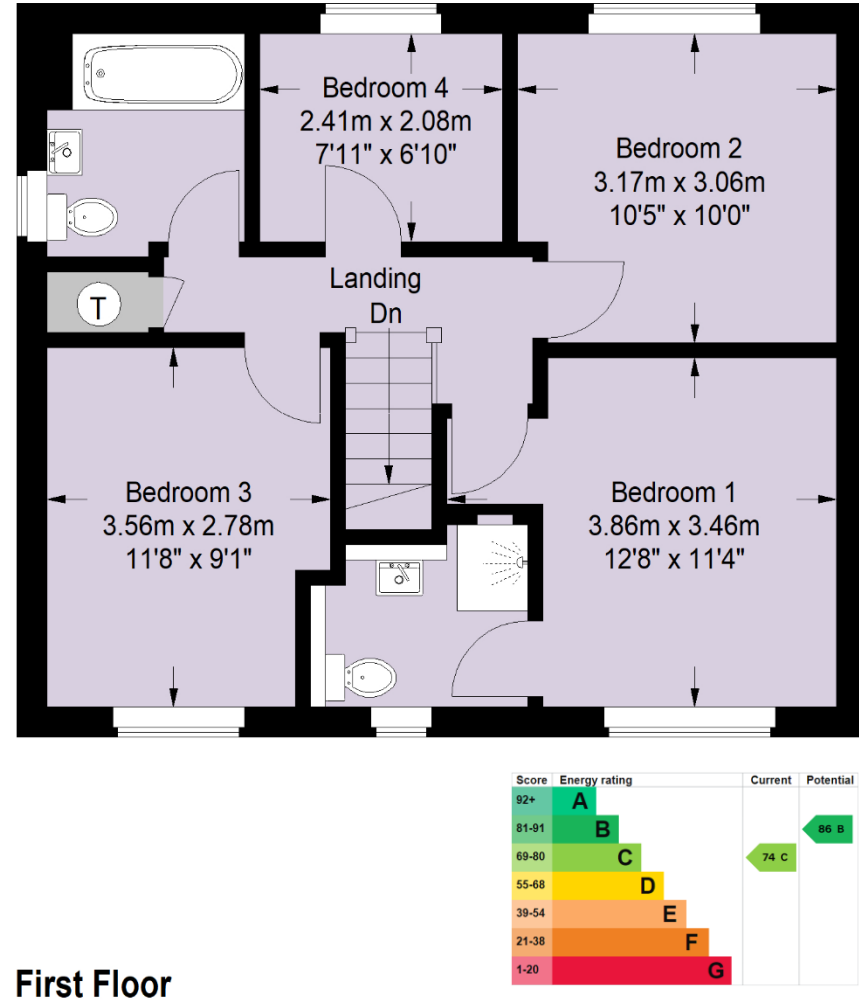 Bedroom 4
2.41m x 2.08m
7'11" x 6'10"
Bedroom 2
3.17m x 3.06m
10'5" x 10'0"
Landing
Dn
T
Bedroom 3
3.56m x 2.78m
11'8" x 9'1"
Bedroom 1
3.86m x 3.46m
12'8" x 11'4"
Score Energy rating Current Potential
92+ A
81-91 B 86 B
69-80 C 74 C
55-68 D
39-54 E
21-38 F
1-20 G
First Floor